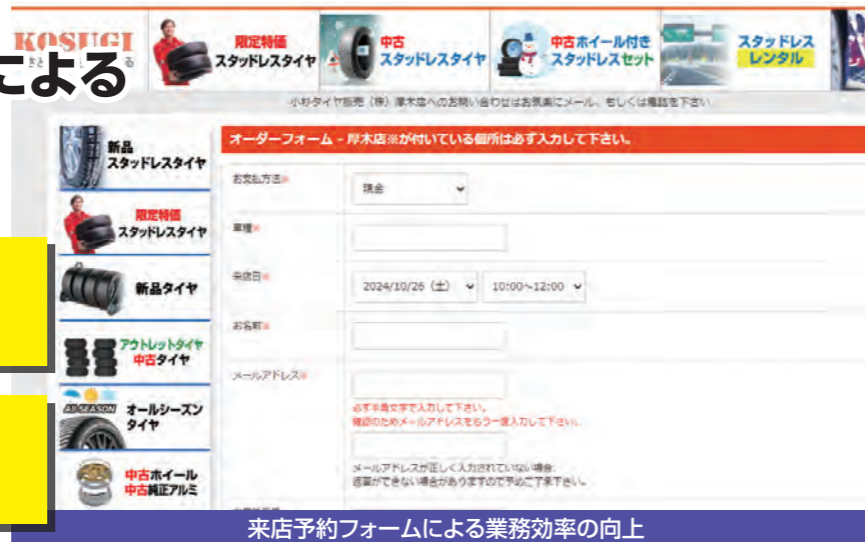 KOSUGI
による
限定特価
スタッドレスタイヤ
中古
スタッドレスタイヤ
中古ホイール付き
スタッドレスセット
スタッドレス
レンタル
小杉タイヤ販売（株）厚木店へのお問い合わせはお気楽にメール、もしくは電話を下さい
新品
スタッドレスタイヤ
限定特価
スタッドレスタイヤ
新品タイヤ
アウトレットタイヤ
中古タイヤ
ALL SEASON
オールシーズン
タイヤ
中古ホイール
中古純正アルミ
オーダーフォーム - 厚木店※が付いている個所は必ず入力して下さい。
お支払方法※
現金
車種※
来店日※
2024/10/26（土） 10:00～12:00
お名前※
メールアドレス※
必ず半角文字で入力して下さい。
確認のためメールアドレスをもう一度入力して下さい。
メールアドレスが正しく入力されていない場合、
返薬ができない場合がありますので予めご了承下さい。
来店予約フォームによる業務効率の向上